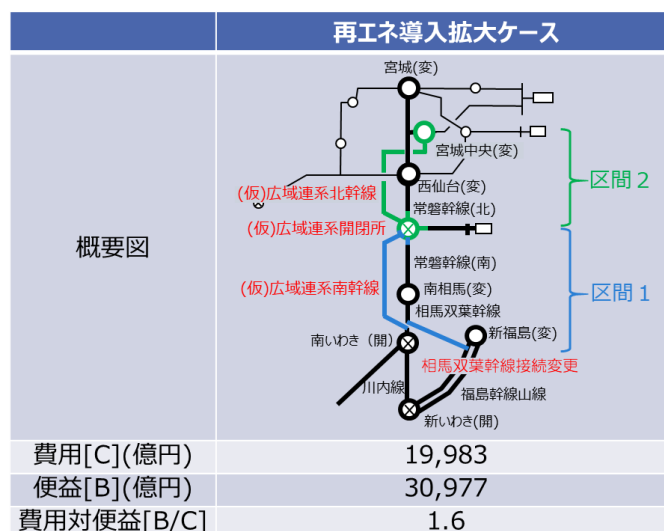 再エネ導入拡大ケース
概要図
宮城(変)
宮城中央(変)
区間2
(仮)広域連系北幹線
西仙台(変)
常磐幹線(北)
(仮)広域連系開閉所
常磐幹線(南)
(仮)広域連系南幹線
南相馬(変)
区間1
相馬双葉幹線
新福島(変)
南いわき(開)
相馬双葉幹線接続変更
川内線
福島幹線山線
新いわき(開)
費用[C](億円) 19,983
便益[B](億円) 30,977
費用対便益[B/C] 1.6